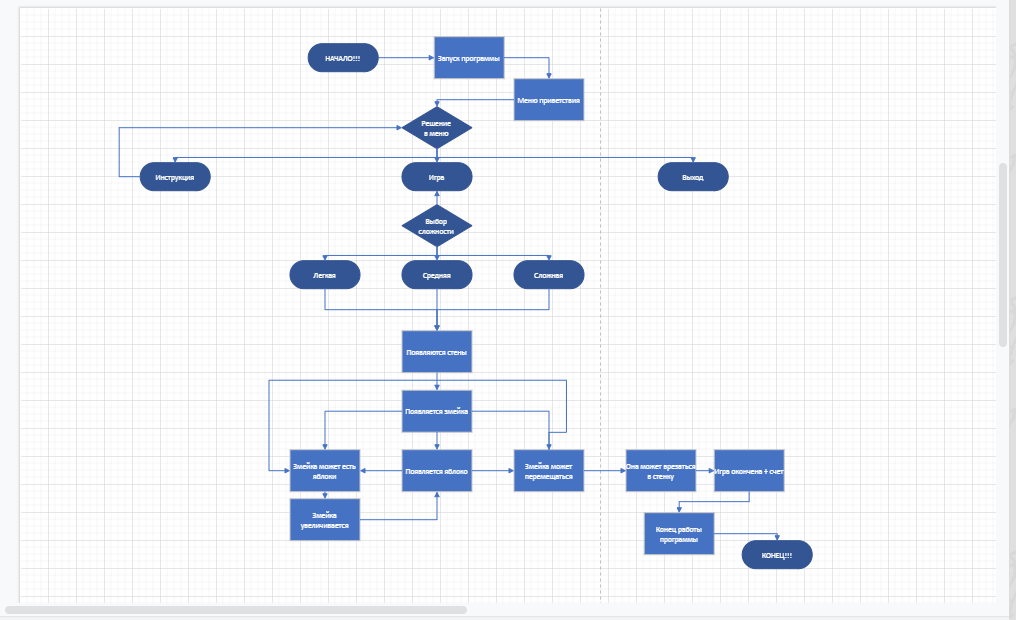 НАЧАЛО!!!
Запуск программы
Меню приветствия
Решение
в меню
Инструкция
Игра
Выход
Выбор
сложности
Легкая
Средняя
Сложная
Появляются стены
Появляется змейка
Змейка может есть
яблоки
Появляется яблоко
Змейка может
перемещаться
Она может врезаться
в стенку
Игра окончена + счет
Змейка
увеличивается
Конец работы
программы
КОНЕЦ!!!